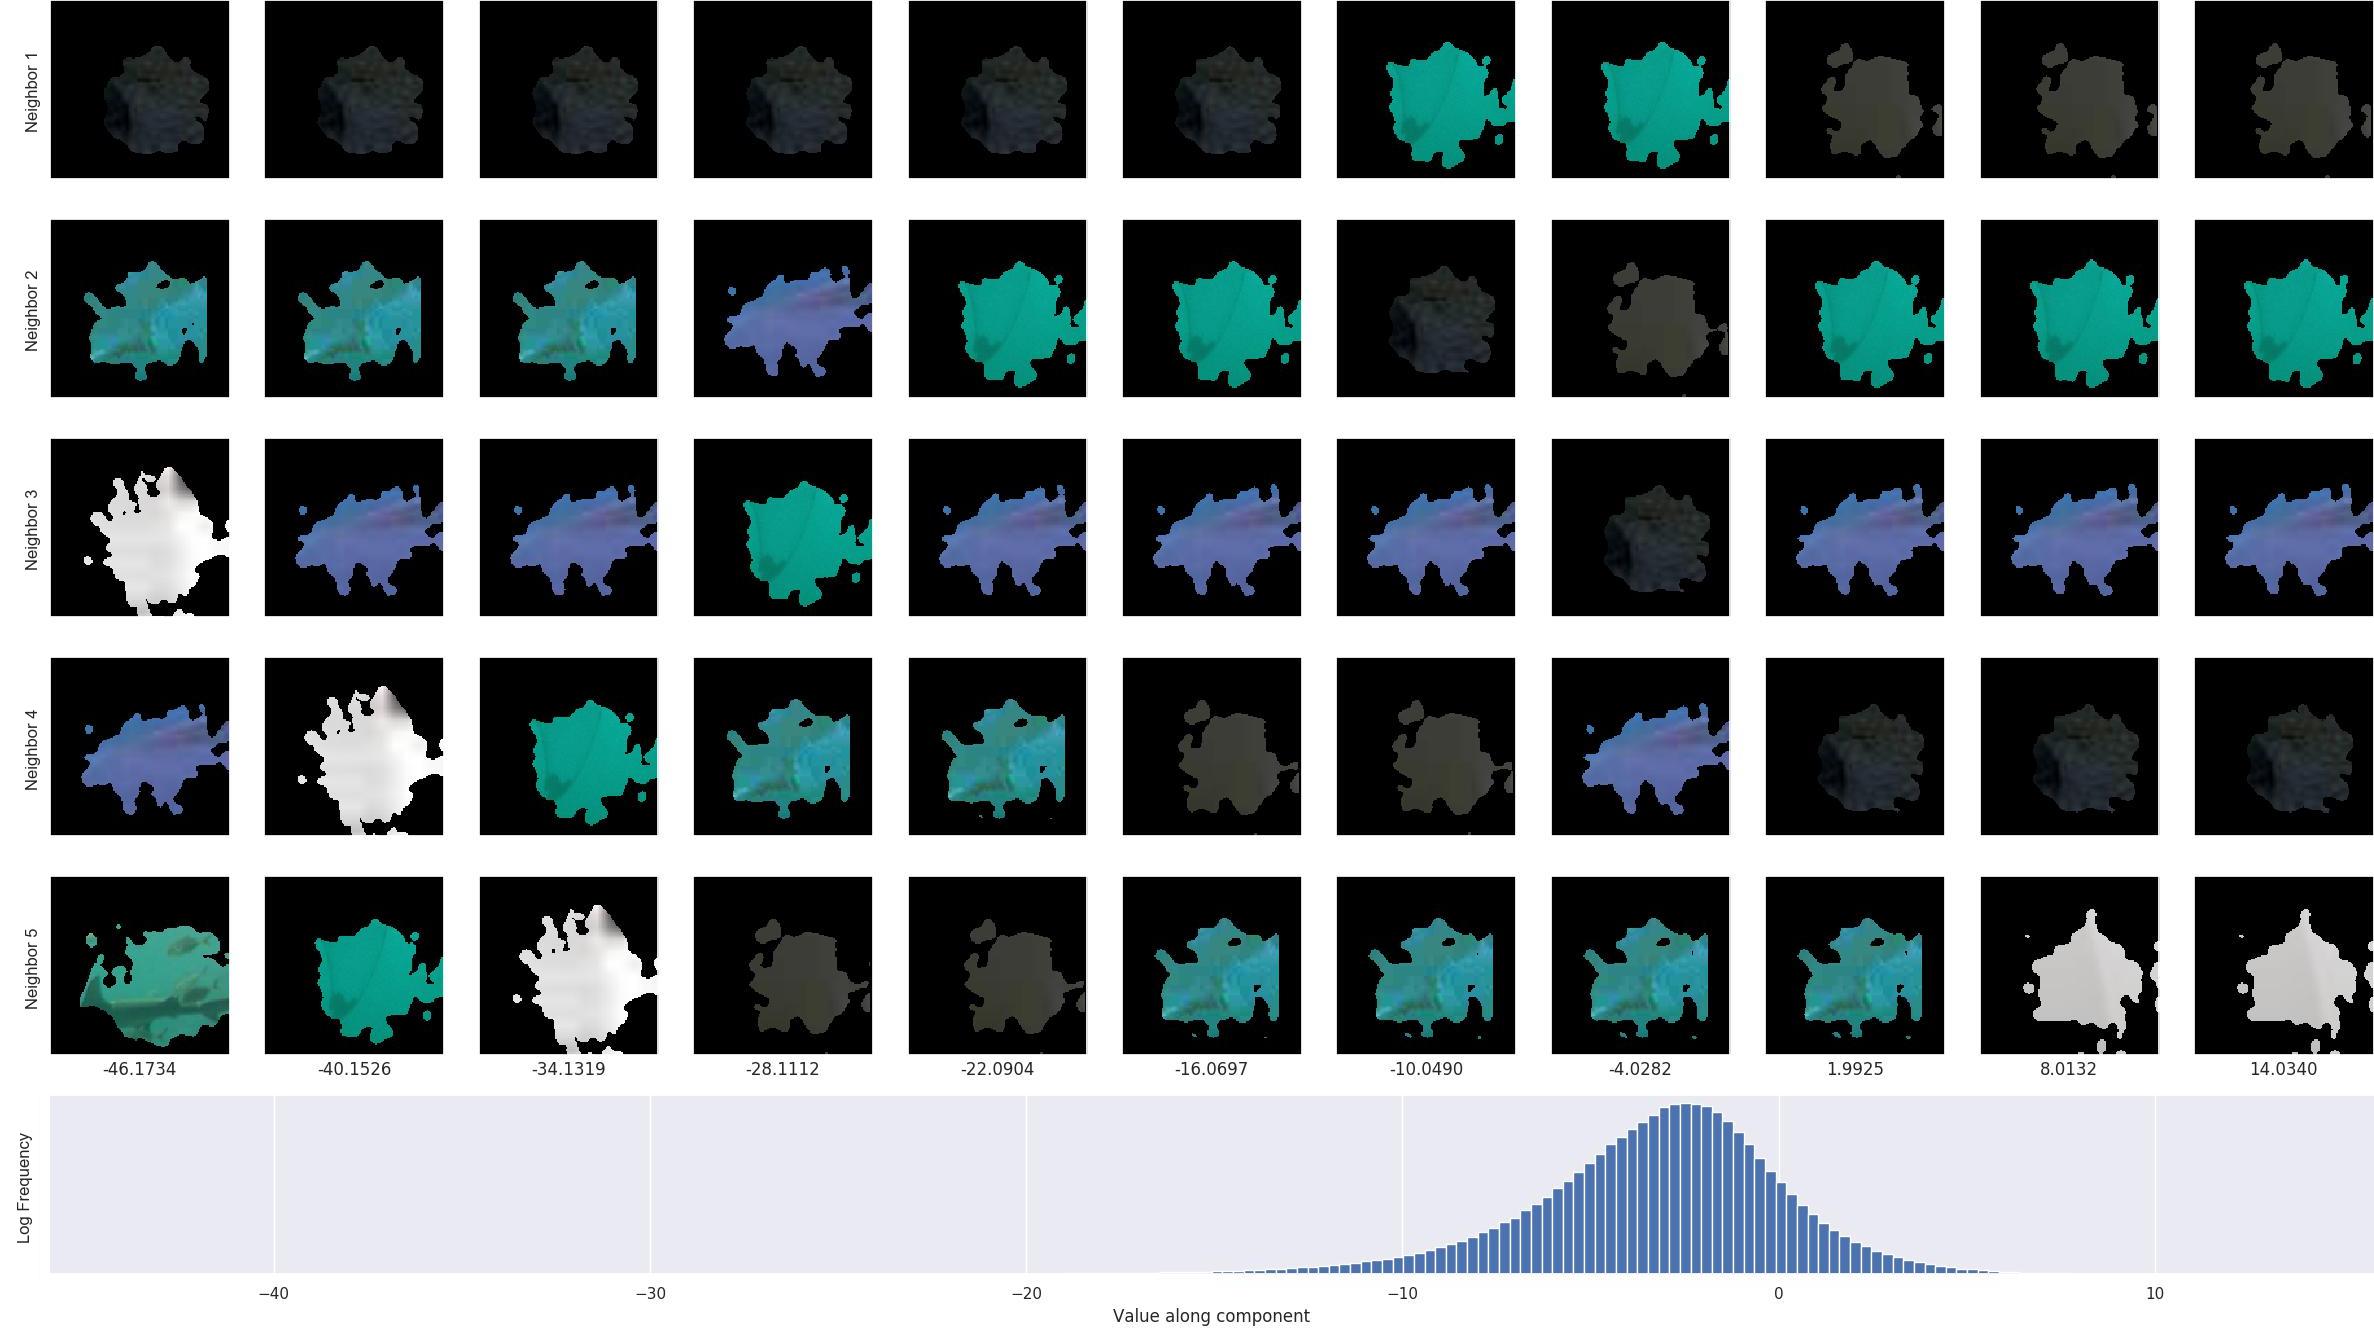 Neighbor 1
Neighbor 2
Neighbor 3
Neighbor 4
Neighbor 5
-46.1734 -40.1526 -34.1319 -28.1112 -22.0904 -16.0697 -10.0490 -4.0282 1.9925 8.0132 14.0340
Log Frequency
−40 −30 −20 −10 0 10
Value along component